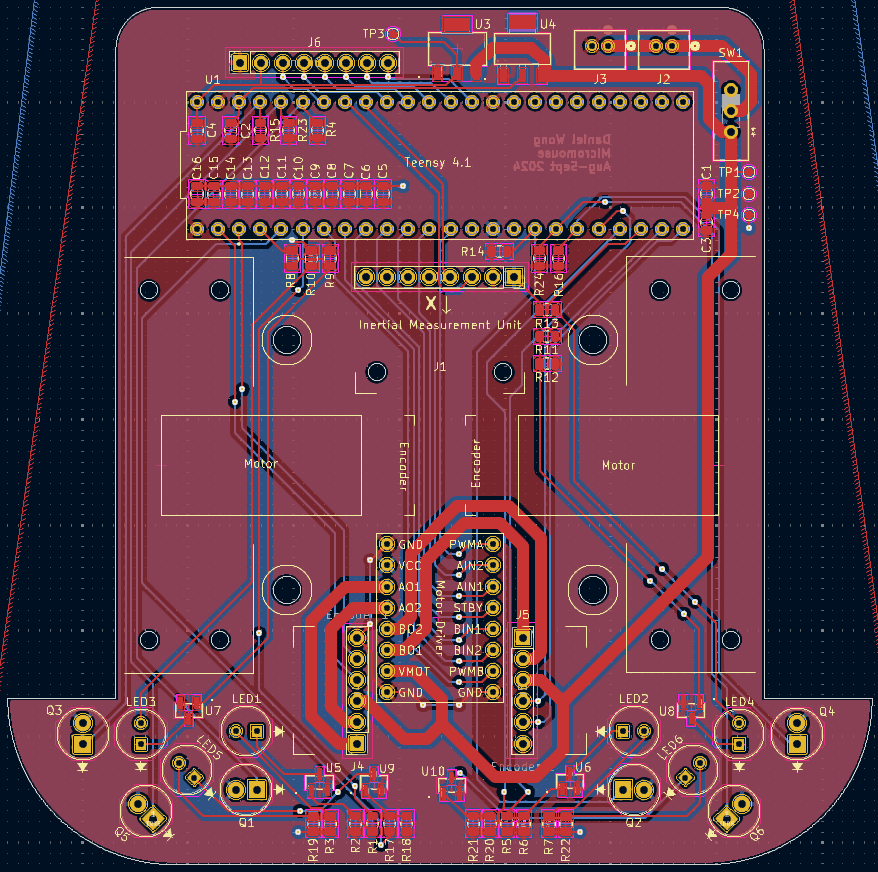 TP3
U3
U4
J6
SW1
J3
J2
U1
C4
C2
R15
R23
R4
Daniel Wong
Micromouse
Aug-Sept 2024
Teensy 4.1
C16
C15
C14
C13
C12
C11
C10
C9
C8
C7
C6
C5
C1
TP1
TP2
TP4
C3
R14
R8
R10
R9
R24
R16
X
Inertial Measurement Unit
R13
R11
R12
J1
Motor
Encoder
Encoder
Motor
GND
PWMA
VCC
AIN2
AO1
AIN1
AO2
STBY
BO2
BIN1
BO1
BIN2
VMOT
PWMB
GND
GND
Motor Driver
J5
Q3
LED3
U7
LED1
LED2
U8
LED4
Q4
LED5
LED6
U5
J4
U9
U10
Encoder
U6
Q5
Q1
Q2
Q6
R19
R3
R2
R1
R17
R18
R21
R20
R5
R6
R7
R22